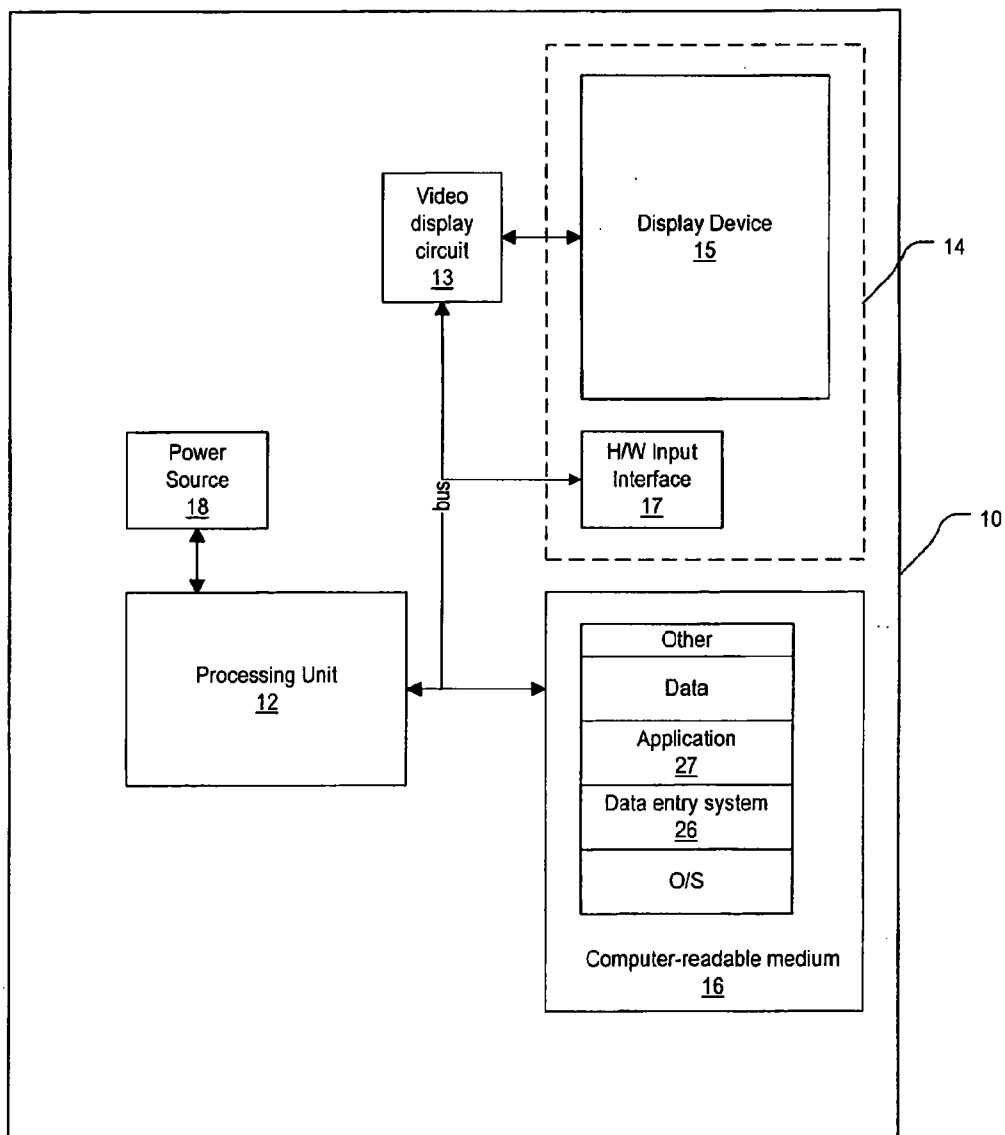 Video
display
circuit
13
Display Device
15
14
Power
Source
18
bus
H/W Input
Interface
17
10
Processing Unit
12
Other
Data
Application
27
Data entry system
26
O/S
Computer-readable medium
16